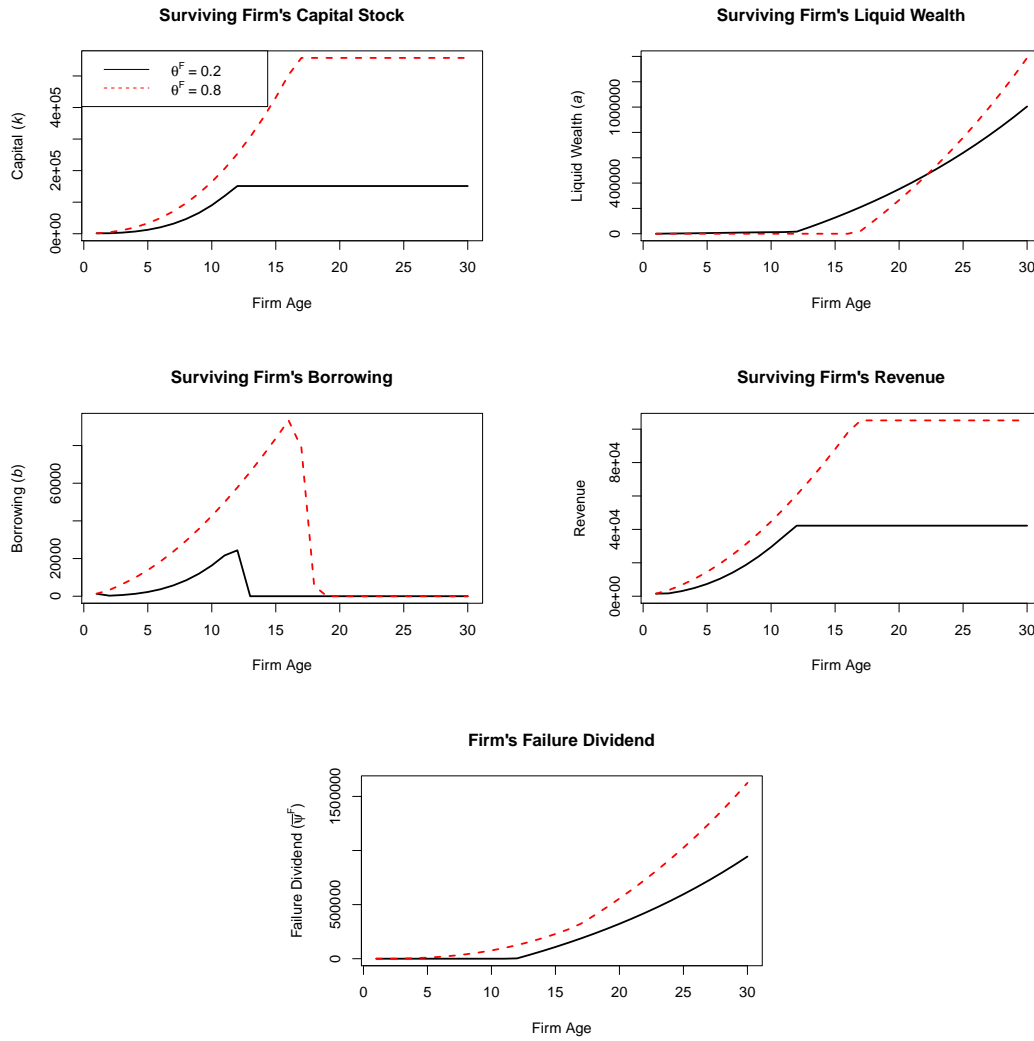 Surviving Firm's Capital Stock
Capital (k)
0e+00 2e+05 4e+05
θF = 0.2
θF = 0.8
0 5 10 15 20 25 30
Firm Age
Surviving Firm's Liquid Wealth
Liquid Wealth (a)
0 400000 1000000
0 5 10 15 20 25 30
Firm Age
Surviving Firm's Borrowing
Borrowing (b)
0 20000 60000
0 5 10 15 20 25 30
Firm Age
Surviving Firm's Revenue
Revenue
0e+00 4e+04 8e+04
0 5 10 15 20 25 30
Firm Age
Firm's Failure Dividend
Failure Dividend (ψ̅F)
0 500000 1500000
0 5 10 15 20 25 30
Firm Age